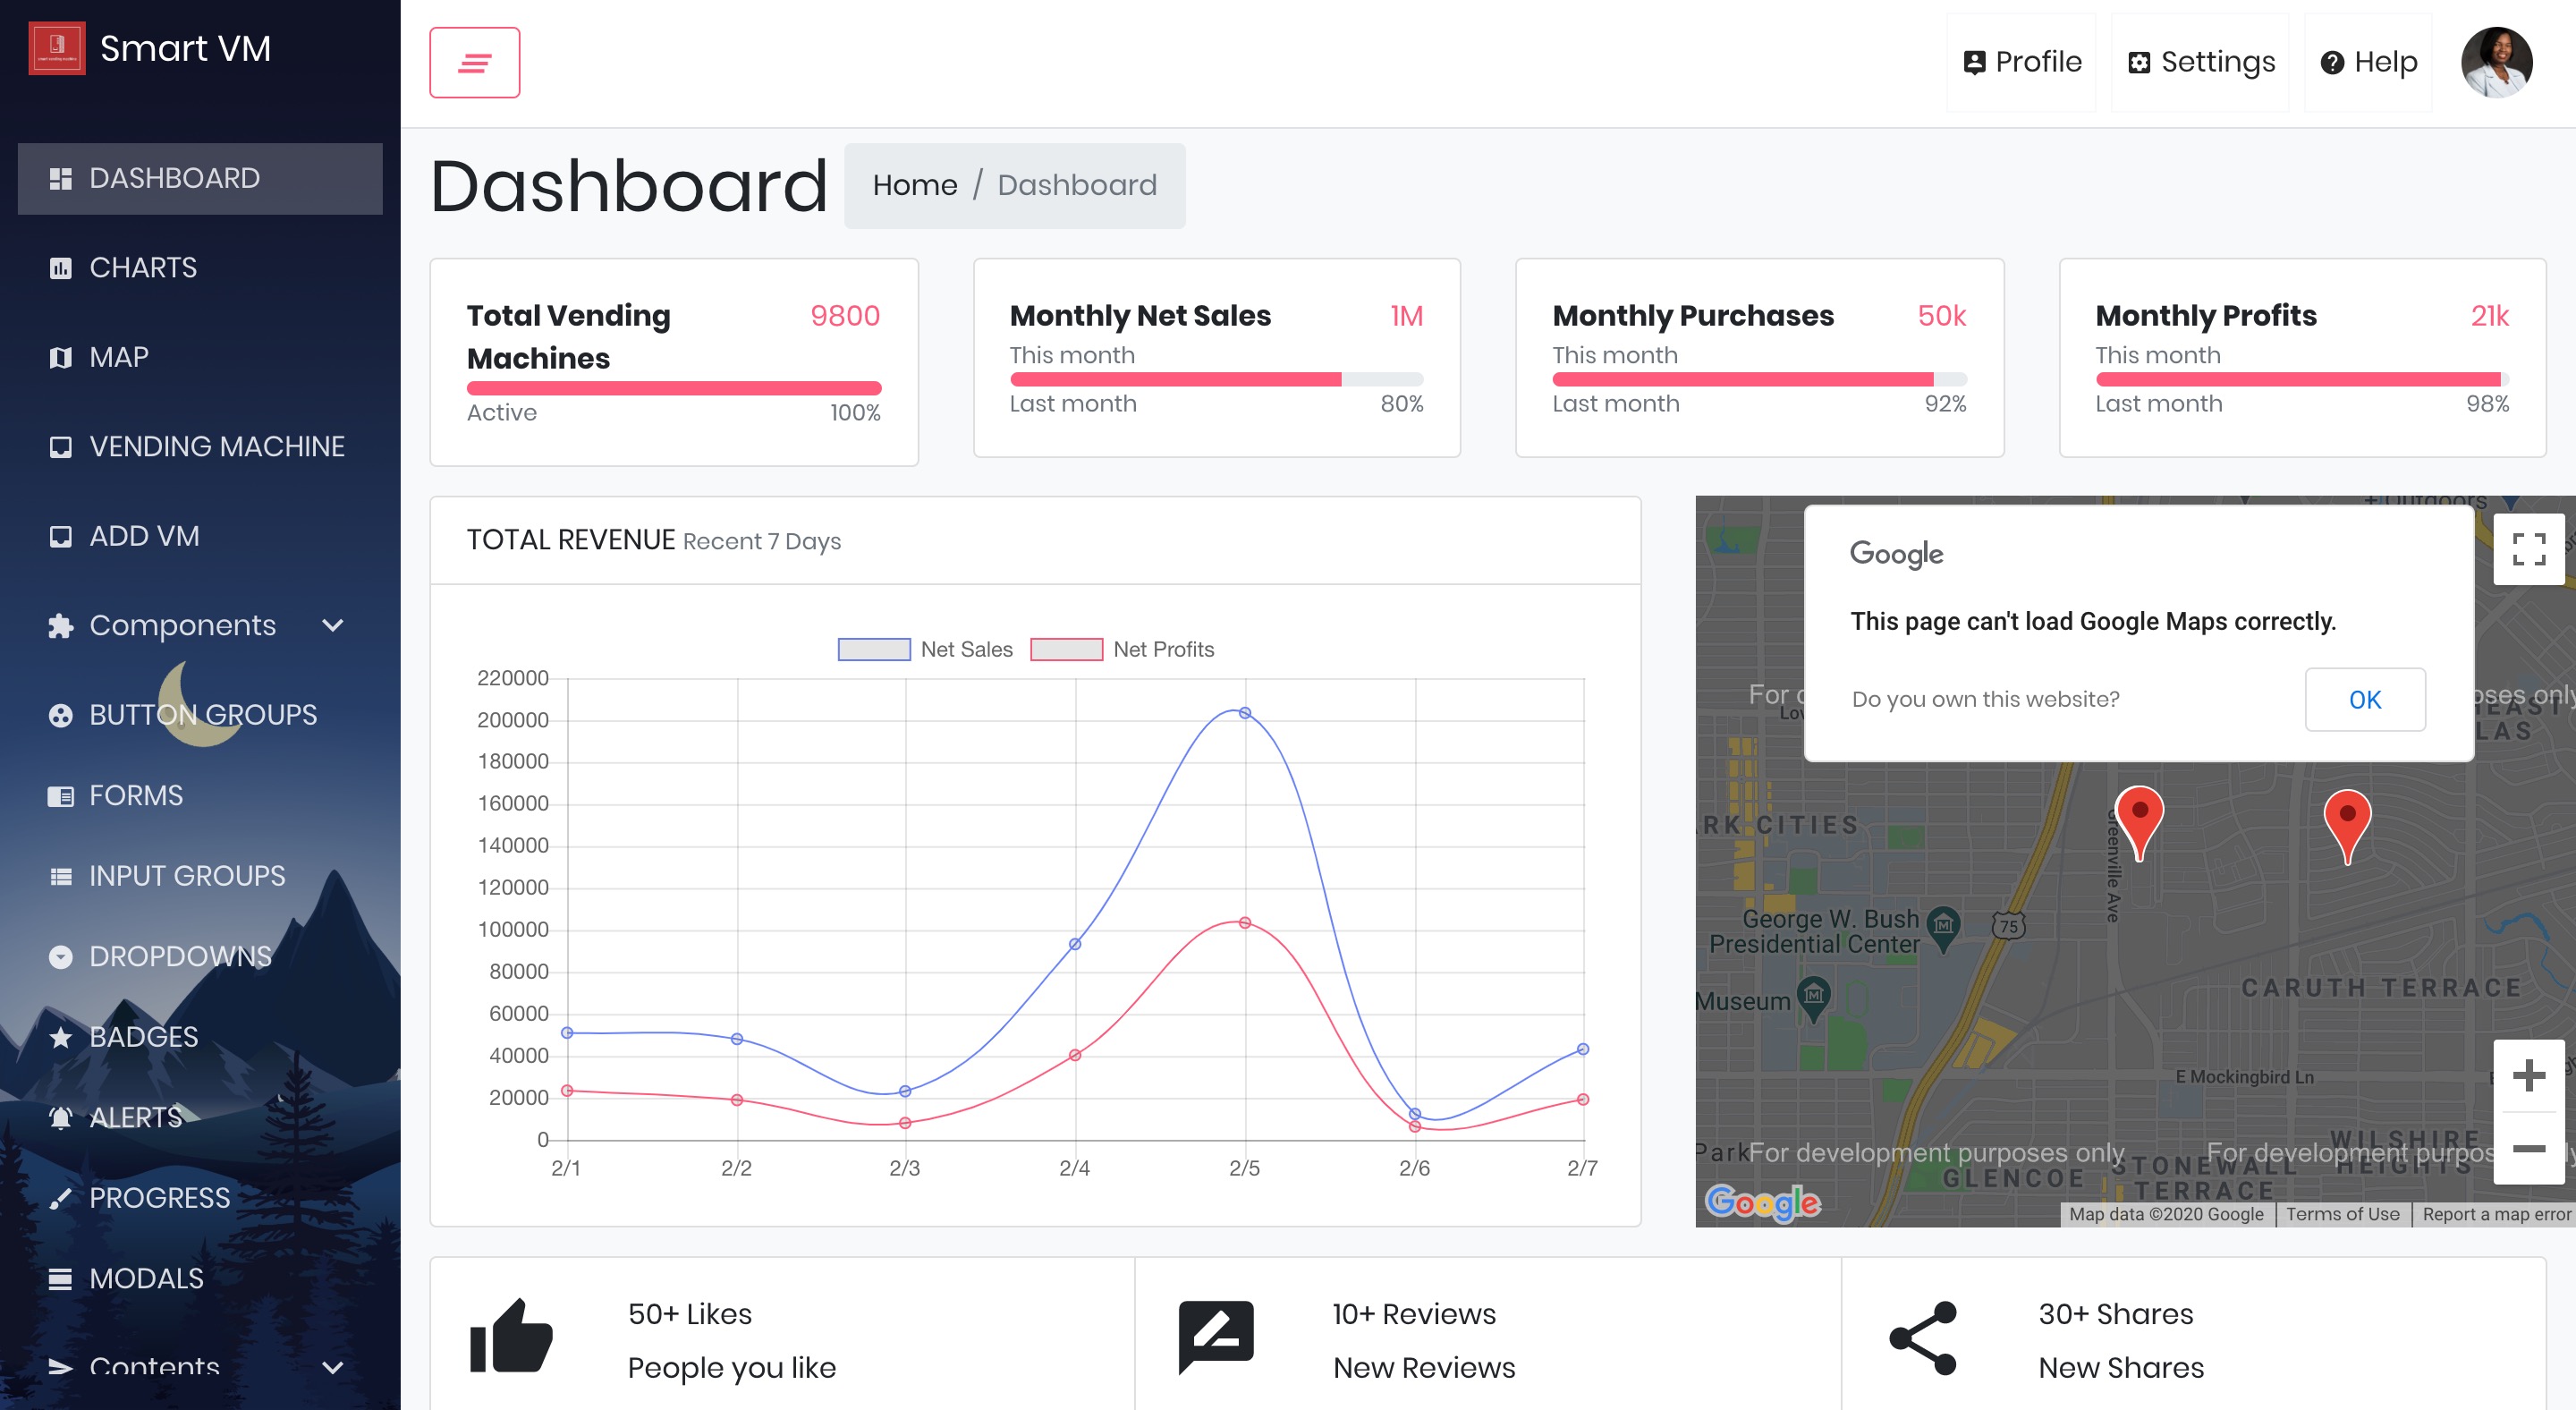 Smart VM
DASHBOARD
CHARTS
MAP
VENDING MACHINE
ADD VM
Components
BUTTON GROUPS
FORMS
INPUT GROUPS
DROPDOWNS
BADGES
ALERTS
PROGRESS
MODALS
Contents
Profile
Settings
Help
Dashboard
Home / Dashboard
Total Vending 9800
Machines
Active 100%
Monthly Net Sales 1M
This month
Last month 80%
Monthly Purchases 50k
This month
Last month 92%
Monthly Profits 21k
This month
Last month 98%
TOTAL REVENUE Recent 7 Days
Net Sales Net Profits
220000
200000
180000
160000
140000
120000
100000
80000
60000
40000
20000
0
2/1 2/2 2/3 2/4 2/5 2/6 2/7
Outdoors
Google
This page can't load Google Maps correctly.
Do you own this website? OK
For
poses only
LAS
RK CITIES
Greenville Ave
George W. Bush
Presidential Center
75
Museum
CARUTH TERRACE
E Mockingbird Ln
Park
For development purposes only
For development purpos
WILSHIRE
HEIGHTS
GLENCOE
STONEWALL
TERRACE
Google
Map data ©2020 Google
Terms of Use
Report a map error
50+ Likes
People you like
10+ Reviews
New Reviews
30+ Shares
New Shares